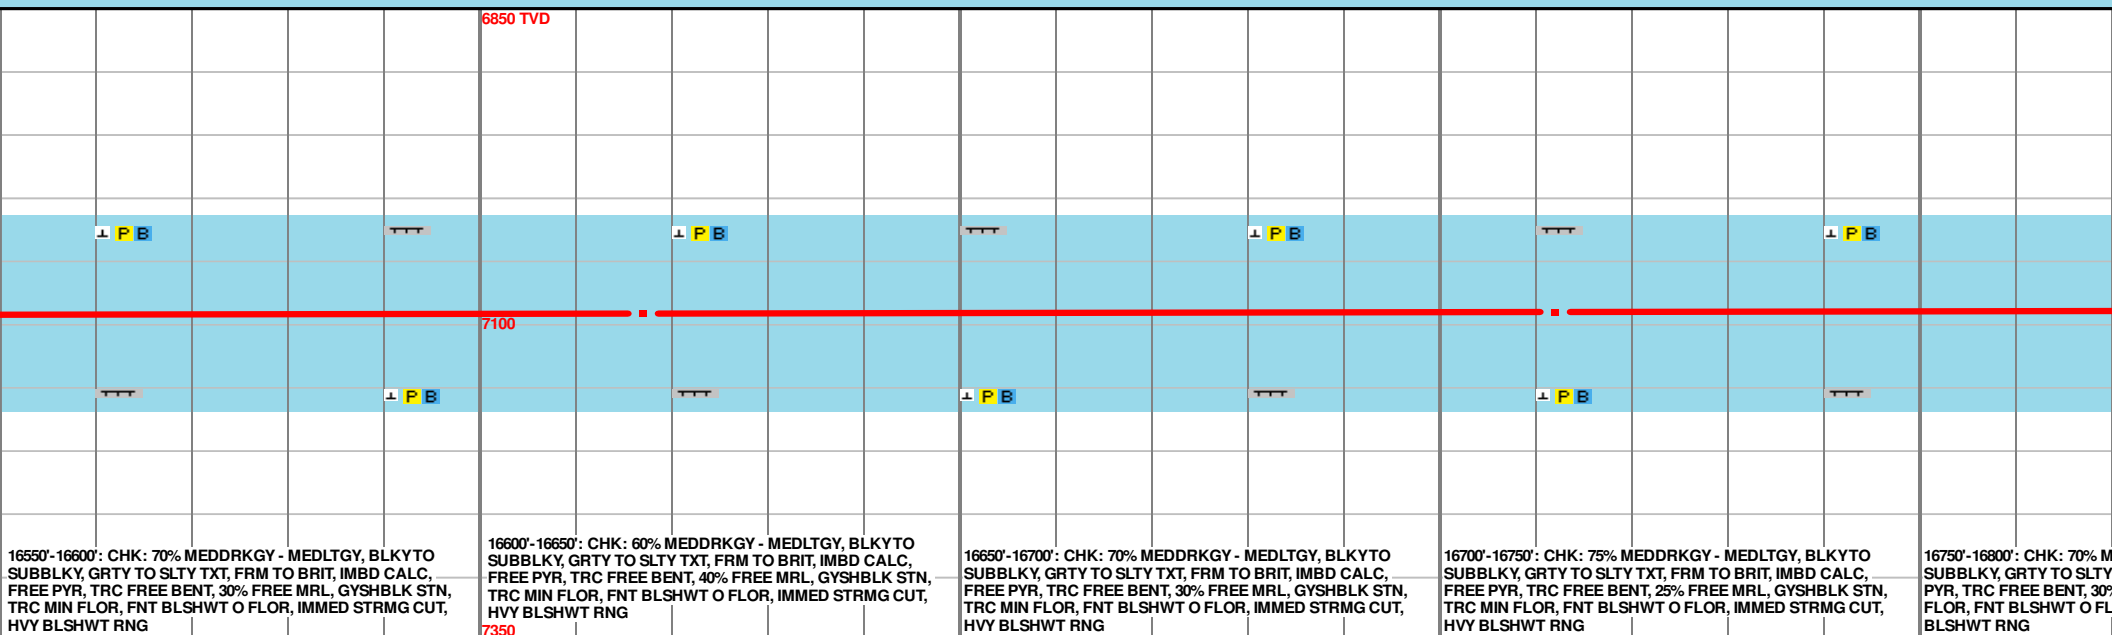 6850 TVD
P B
P B
P B
P B
7100
P B
P B
P B
16550'-16600': CHK: 70% MEDDRKGY - MEDLTGY, BLKYTO
SUBBLKY, GRTY TO SLTY TXT, FRM TO BRIT, IMBD CALC,
FREE PYR, TRC FREE BENT, 30% FREE MRL, GYSHBLK STN,
TRC MIN FLOR, FNT BLSHWT O FLOR, IMMED STRMG CUT,
HVY BLSHWT RNG
16600'-16650': CHK: 60% MEDDRKGY - MEDLTGY, BLKYTO
SUBBLKY, GRTY TO SLTY TXT, FRM TO BRIT, IMBD CALC,
FREE PYR, TRC FREE BENT, 40% FREE MRL, GYSHBLK STN,
TRC MIN FLOR, FNT BLSHWT O FLOR, IMMED STRMG CUT,
HVY BLSHWT RNG
16650'-16700': CHK: 70% MEDDRKGY - MEDLTGY, BLKYTO
SUBBLKY, GRTY TO SLTY TXT, FRM TO BRIT, IMBD CALC,
FREE PYR, TRC FREE BENT, 30% FREE MRL, GYSHBLK STN,
TRC MIN FLOR, FNT BLSHWT O FLOR, IMMED STRMG CUT,
HVY BLSHWT RNG
16700'-16750': CHK: 75% MEDDRKGY - MEDLTGY, BLKYTO
SUBBLKY, GRTY TO SLTY TXT, FRM TO BRIT, IMBD CALC,
FREE PYR, TRC FREE BENT, 25% FREE MRL, GYSHBLK STN,
TRC MIN FLOR, FNT BLSHWT O FLOR, IMMED STRMG CUT,
HVY BLSHWT RNG
16750'-16800': CHK: 70% M
SUBBLKY, GRTY TO SLTY
PYR, TRC FREE BENT, 30%
FLOR, FNT BLSHWT O FL
BLSHWT RNG
7350